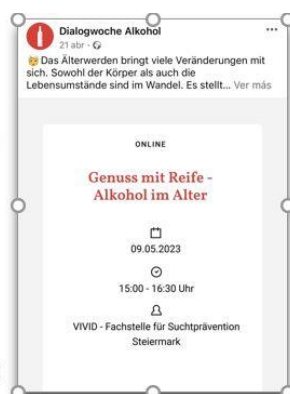 Dialogwoche Alkohol
21 abr ·
Das Älterwerden bringt viele Veränderungen mit
sich. Sowohl der Körper als auch die
Lebensumstände sind im Wandel. Es stellt... Ver más
ONLINE
Genuss mit Reife -
Alkohol im Alter
09.05.2023
15:00 - 16:30 Uhr
VIVID - Fachstelle für Suchtprävention
Steiermark